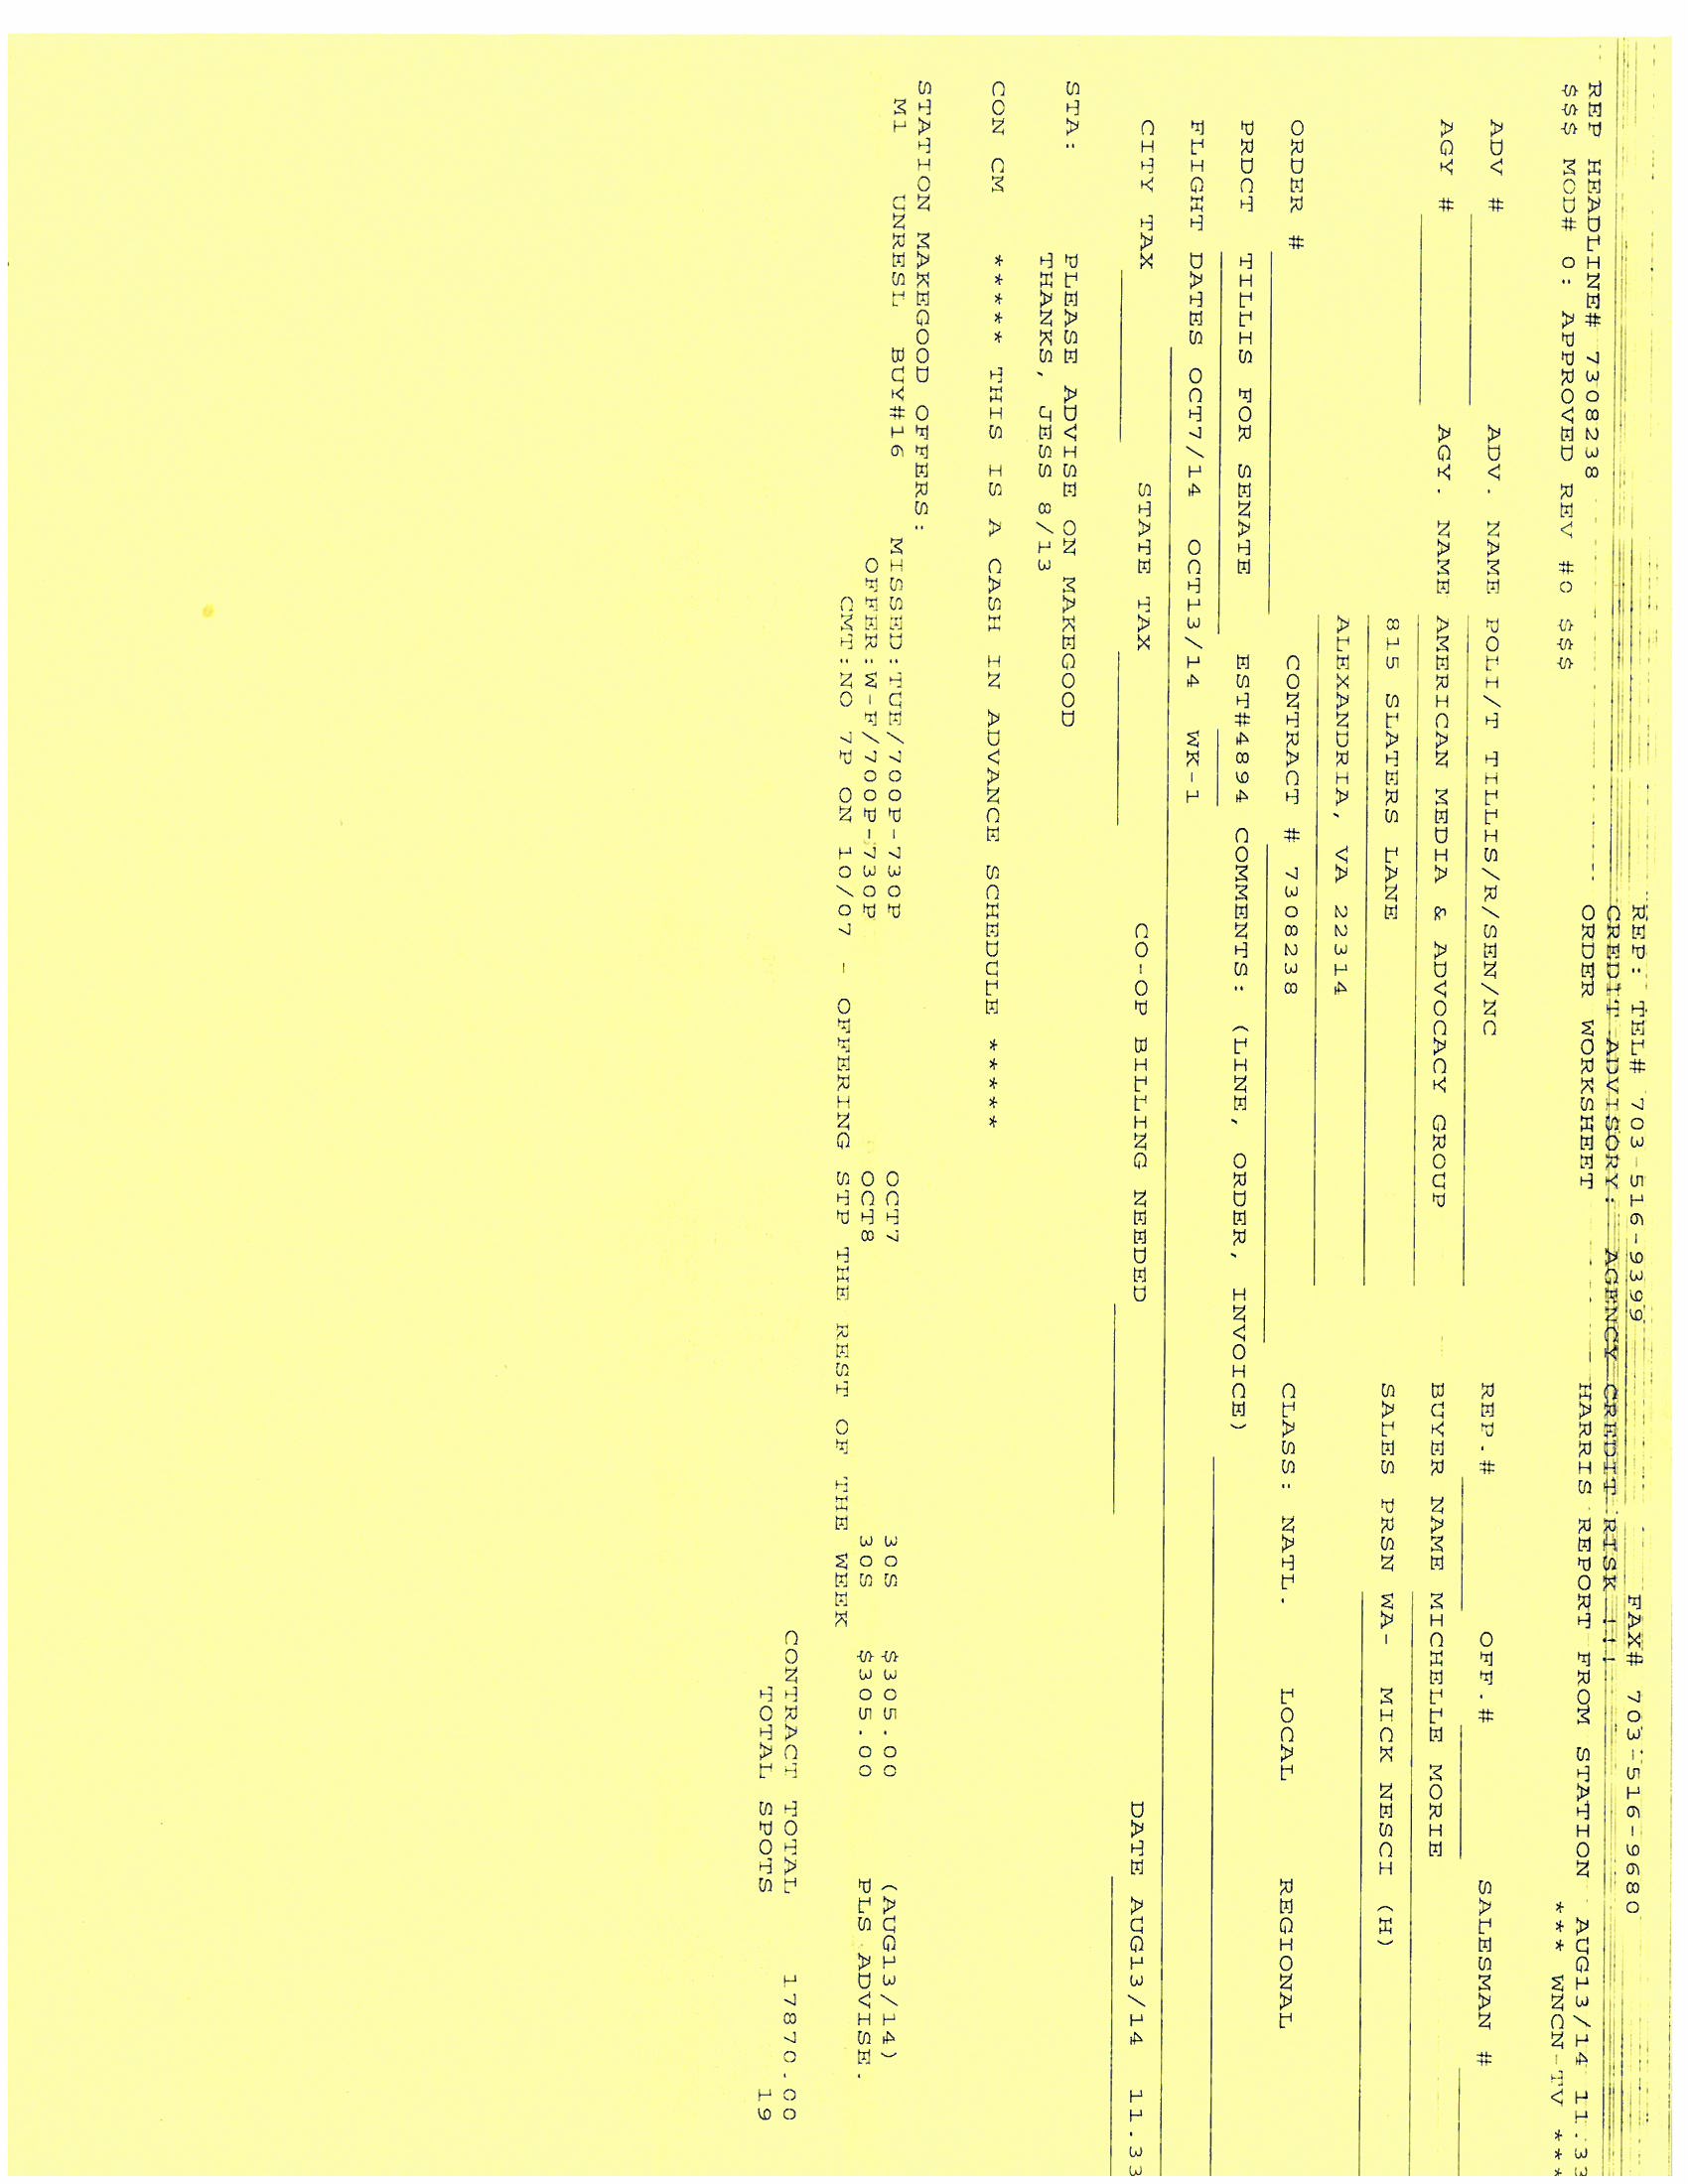 REP: TEL# 703-516-9399 FAX# 703-516-9680
CREDIT ADVISORY: AGENCY CREDIT RISK !!!
REP HEADLINE# 7308238 ORDER WORKSHEET HARRIS REPORT FROM STATION AUG13/14 11.33
$$$ MOD# 0: APPROVED REV #0 $$$ *** WNCN-TV ***
ADV # ADV. NAME POLI/T TILLIS/R/SEN/NC REP.# OFF.# SALESMAN #
AGY # AGY. NAME AMERICAN MEDIA & ADVOCACY GROUP BUYER NAME MICHELLE MORIE
815 SLATERS LANE SALES PRSN WA- MICK NESCI (H)
ALEXANDRIA, VA 22314
ORDER # CONTRACT # 7308238 CLASS: NATL. LOCAL REGIONAL
PRDCT TILLIS FOR SENATE EST#4894 COMMENTS: (LINE, ORDER, INVOICE)
FLIGHT DATES OCT7/14 OCT13/14 WK-1
CITY TAX STATE TAX CO-OP BILLING NEEDED DATE AUG13/14 11.33
STA: PLEASE ADVISE ON MAKEGOOD
THANKS, JESS 8/13
CON CM ***** THIS IS A CASH IN ADVANCE SCHEDULE *****
STATION MAKEGOOD OFFERS:
M1 UNRESL BUY#16 MISSED:TUE/700P-730P OCT7 30S $305.00 (AUG13/14)
OFFER:W-F/700P-730P OCT8 30S $305.00 PLS ADVISE.
CMT:NO 7P ON 10/07 - OFFERING STP THE REST OF THE WEEK
CONTRACT TOTAL 17870.00
TOTAL SPOTS 19